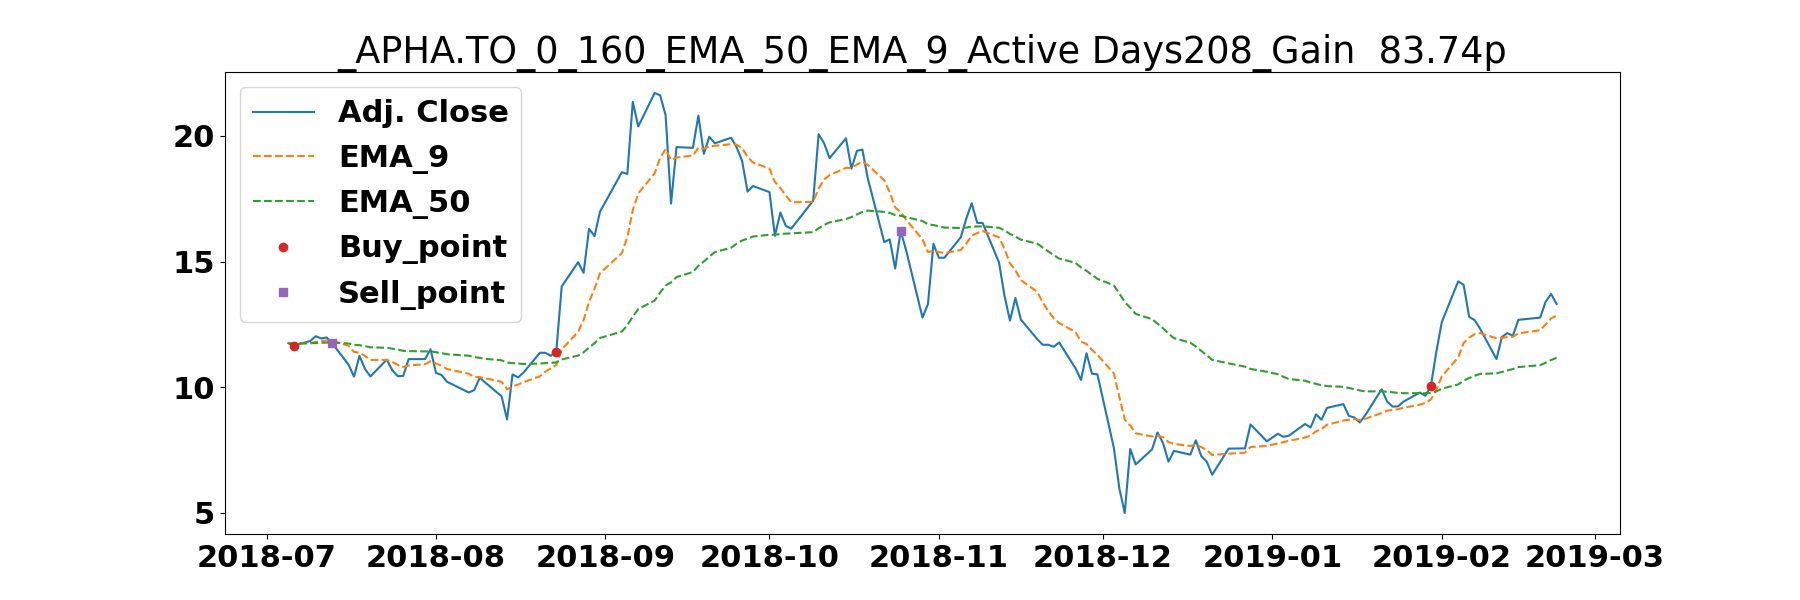 _APHA.TO_0_160_EMA_50_EMA_9_Active Days208_Gain  83.74p
Adj. Close
EMA_9
EMA_50
Buy_point
Sell_point
20
15
10
5
2018-07 2018-08 2018-09 2018-10 2018-11 2018-12 2019-01 2019-02 2019-03